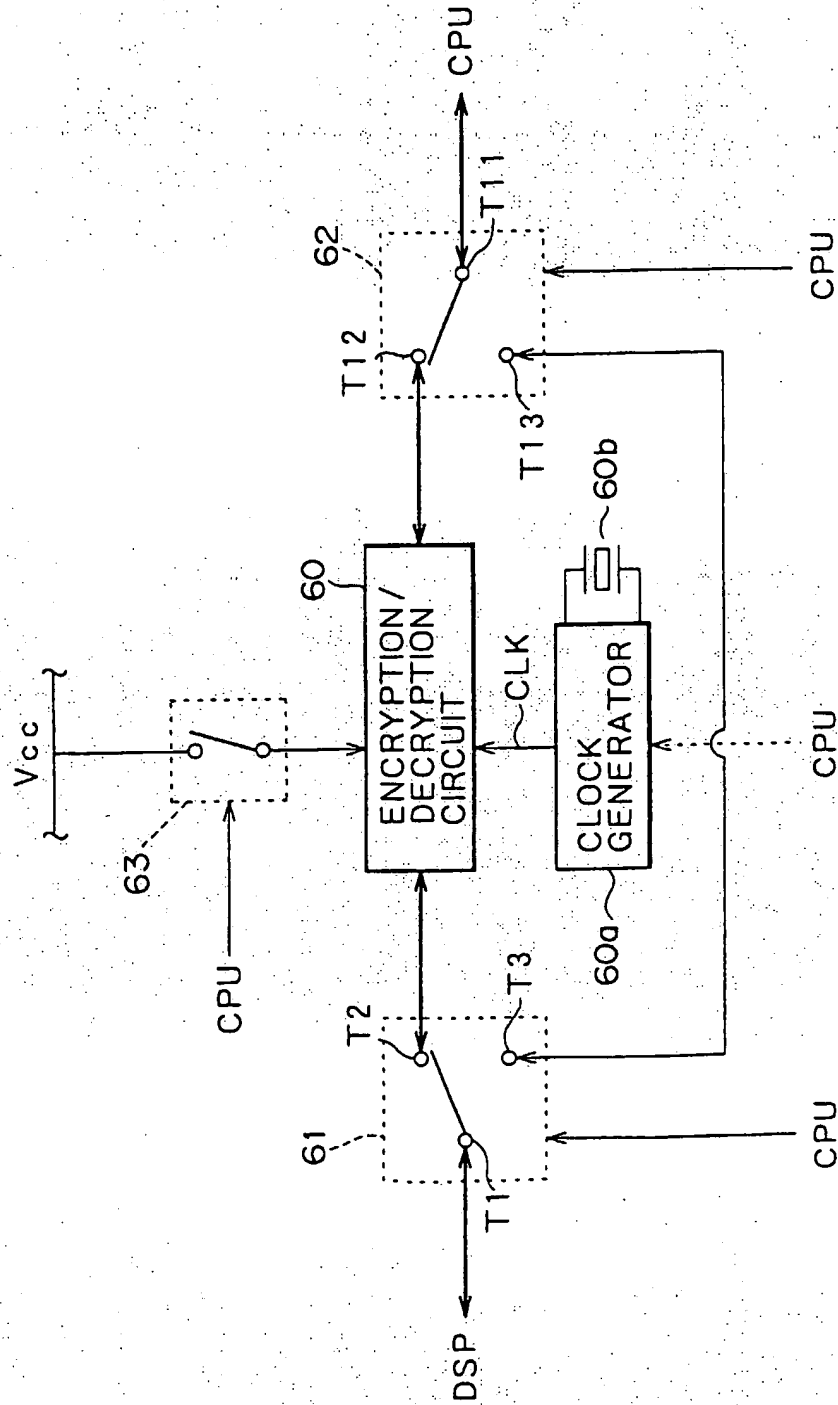 Vcc
63
CPU
60
ENCRYPTION/
DECRYPTION
CIRCUIT
62
T12
T11
CPU
T13
61
T2
T1
T3
DSP
CLK
CLOCK
GENERATOR
60a
60b
CPU
CPU
CPU